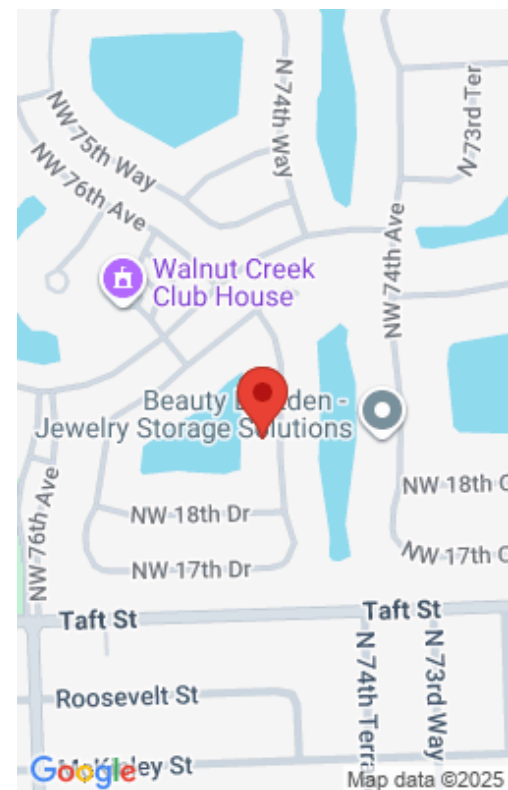 N 74th Way
N 73rd Ter
NW 75th Way
NW 76th Ave
NW 74th Ave
Walnut Creek
Club House
Beauty
Jewelry Storage Solutions
NW 18th Dr
NW 18th C
NW 76th Ave
NW 17th Dr
NW 17th C
Taft St
Taft St
N 74th Terra
N 73rd Way
Roosevelt St
St
Google
Map data ©2025